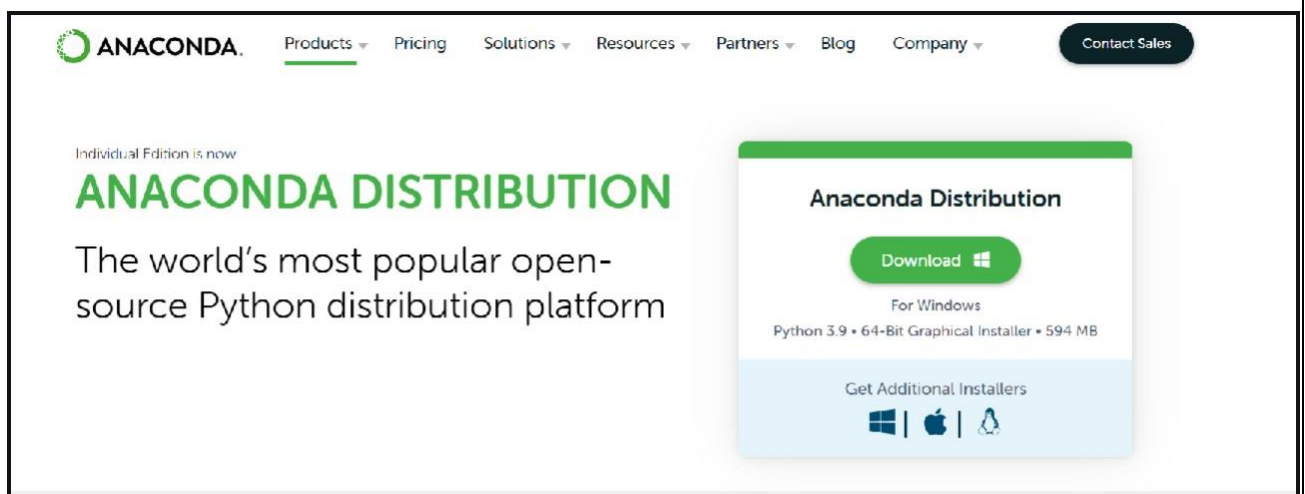 ANACONDA.
Products Pricing Solutions Resources Partners Blog Company Contact Sales
Individual Edition is now
ANACONDA DISTRIBUTION
The world's most popular open-
source Python distribution platform
Anaconda Distribution
Download
For Windows
Python 3.9 • 64-Bit Graphical Installer • 594 MB
Get Additional Installers